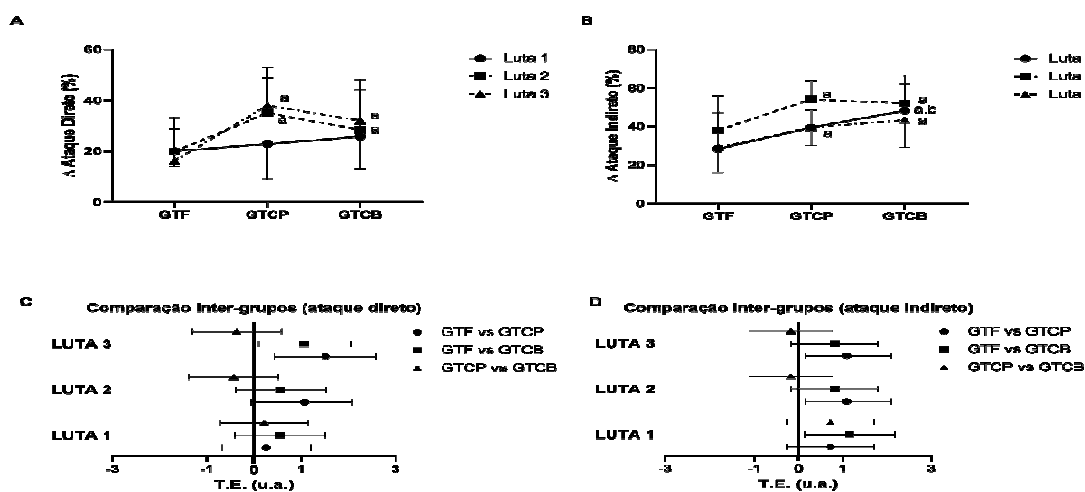 A
60
40
20
0
Δ Ataque Direto (%)
GTF GTCP GTCB
Luta 1
Luta 2
Luta 3
B
80
60
40
20
0
Δ Ataque Indireto (%)
GTF GTCP GTCB
Luta
Luta
Luta
C
Comparação Inter-grupos (ataque direto)
LUTA 3
LUTA 2
LUTA 1
GTF vs GTCP
GTF vs GTCB
GTCP vs GTCB
-3 -1 0 1 3
T.E. (u.a.)
D
Comparação Inter-grupos (ataque Indireto)
LUTA 3
LUTA 2
LUTA 1
GTF vs GTCP
GTF vs GTCB
GTCP vs GTCB
-3 -1 0 1 3
T.E. (u.a.)